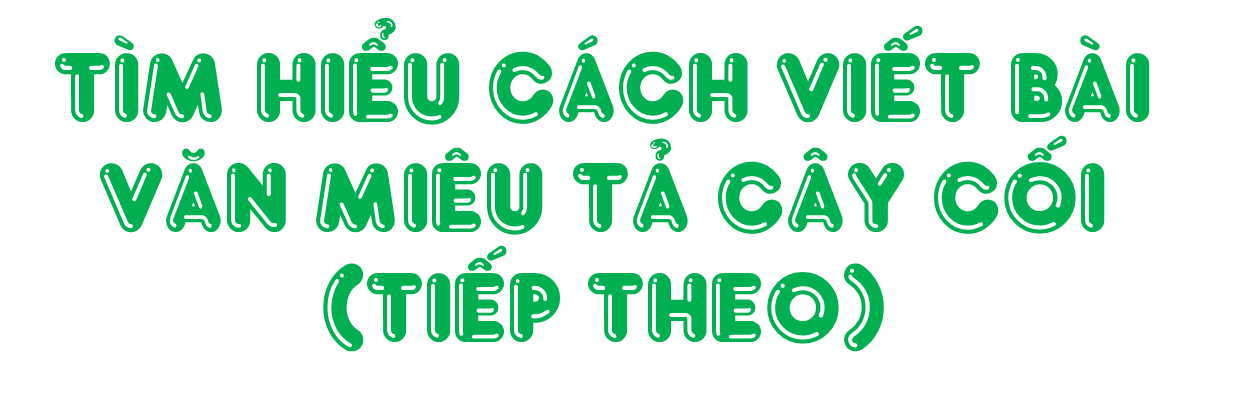 TÌM HIỂU CÁCH VIẾT BÀI
VĂN MIÊU TẢ CÂY CỐI
(TIẾP THEO)